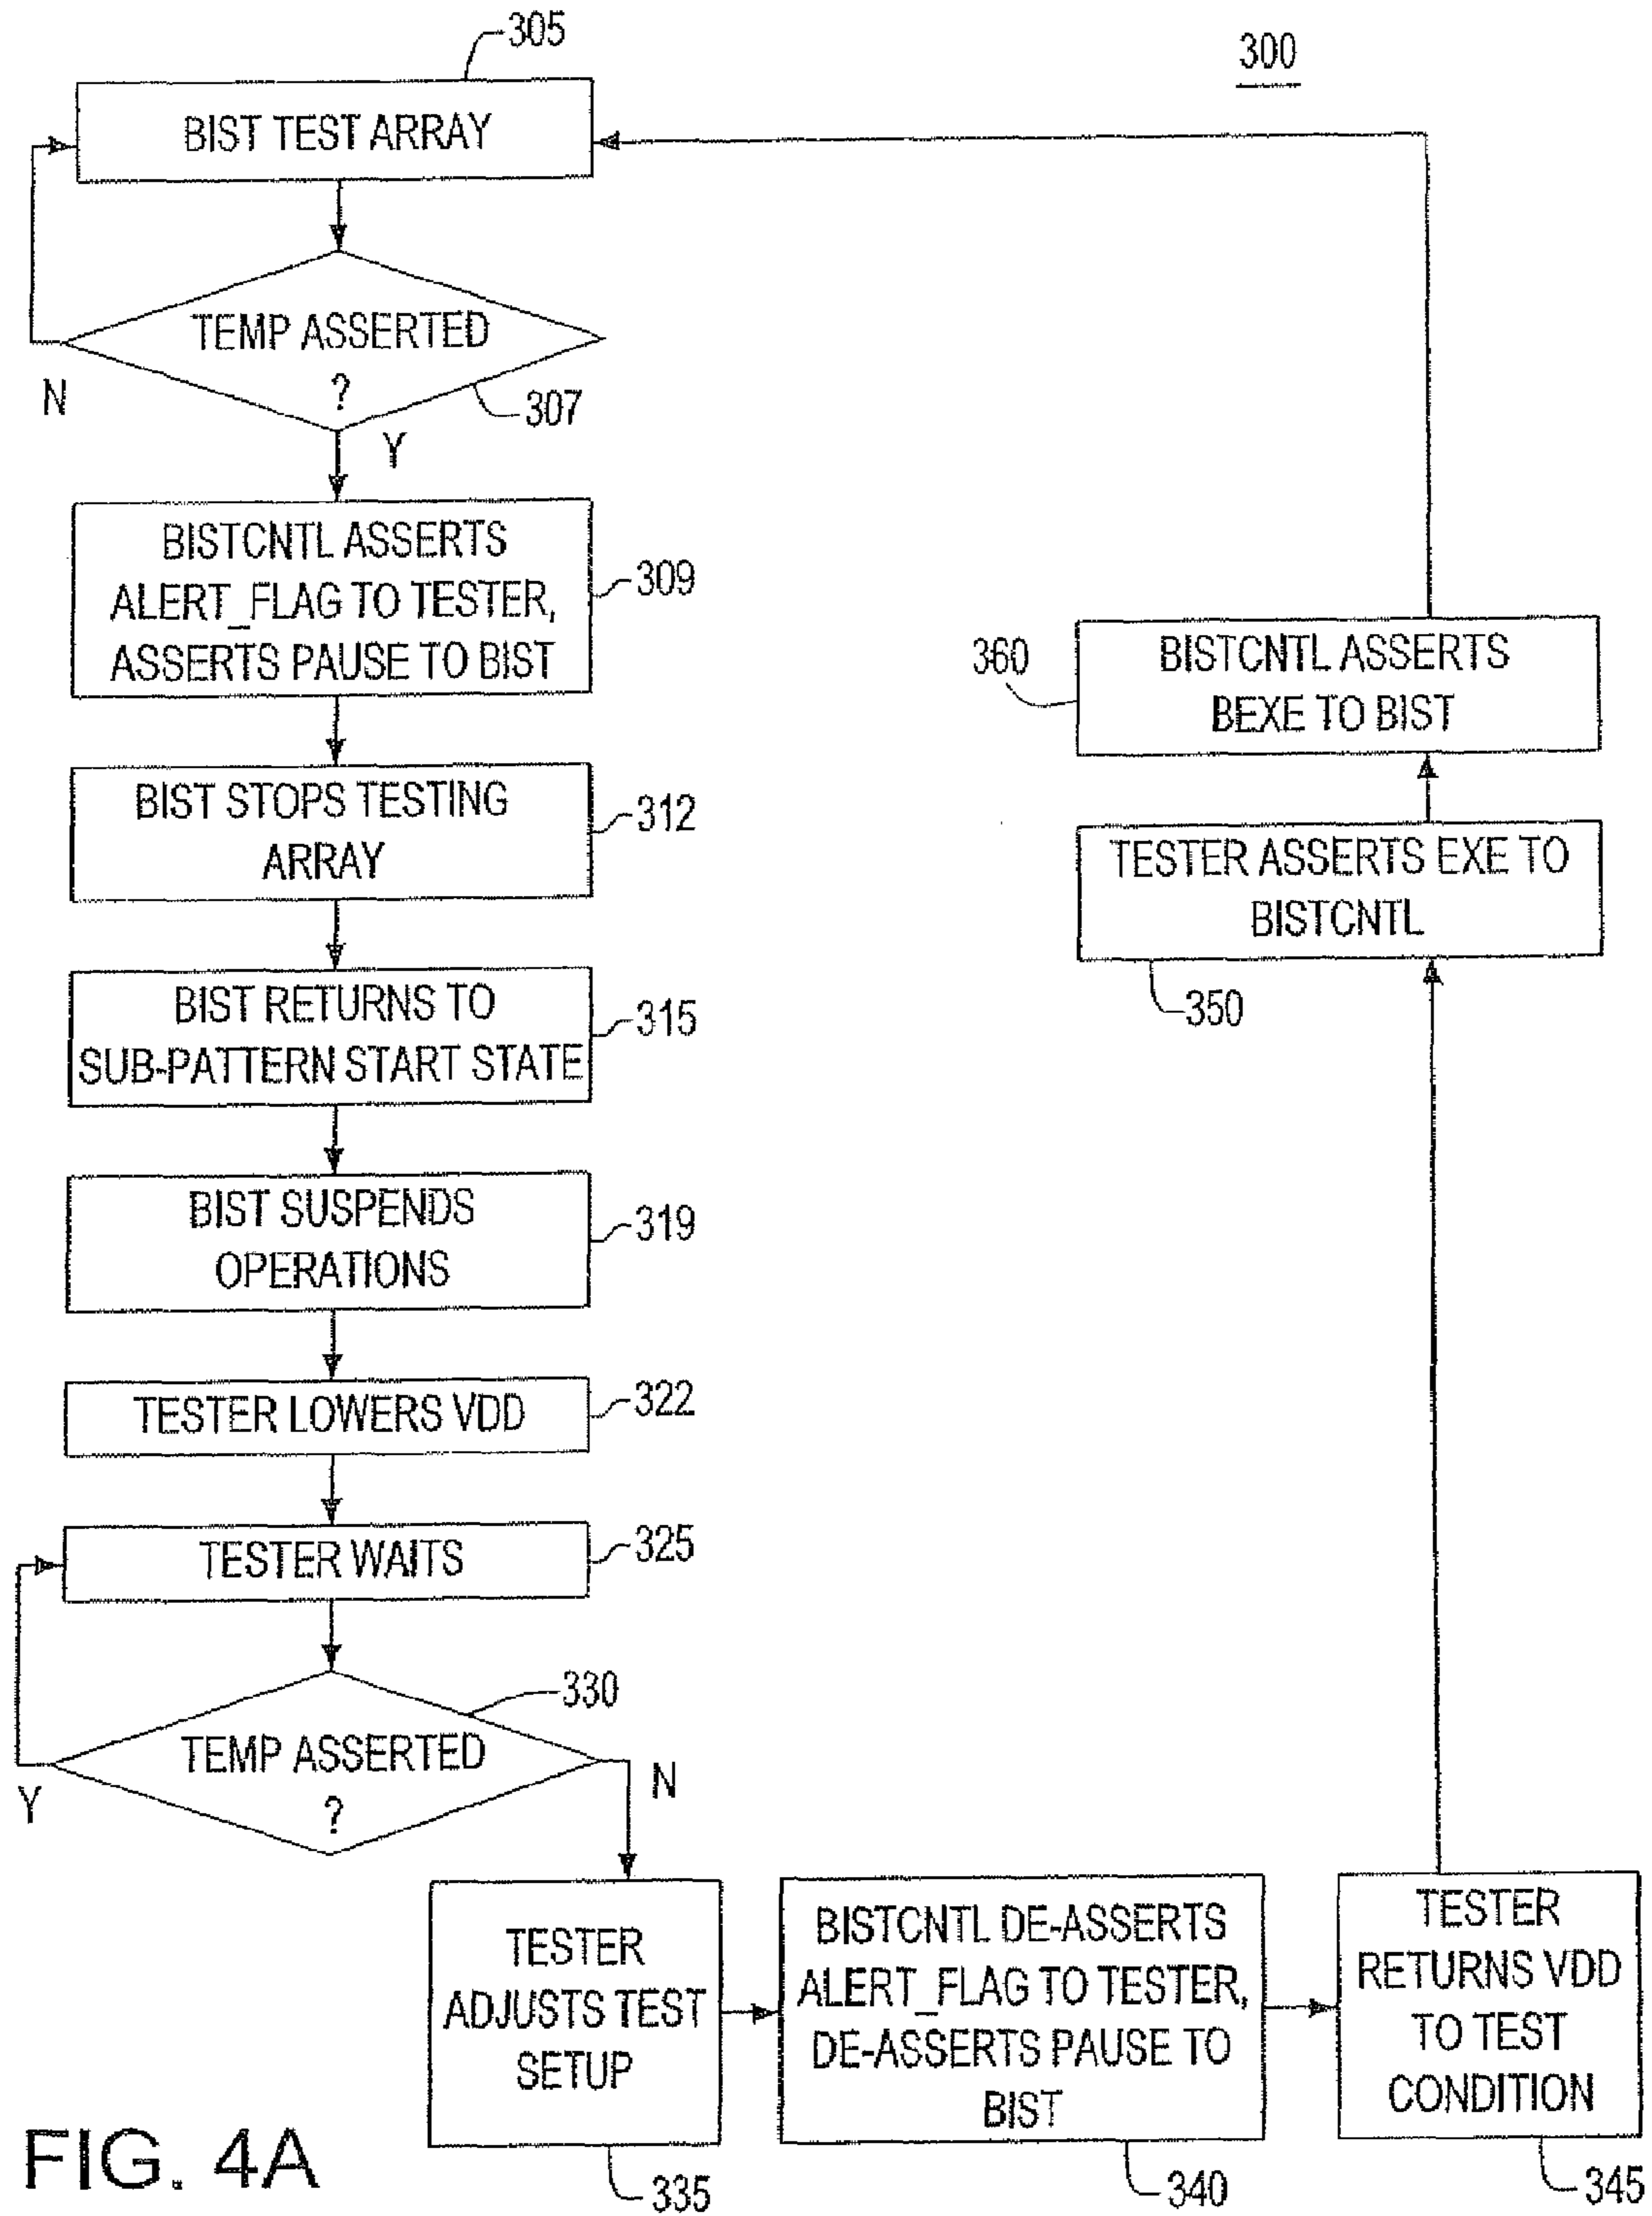 305
300
BIST TEST ARRAY
TEMP ASSERTED
?
307
N
Y
BISTCNTL ASSERTS
ALERT_FLAG TO TESTER,
ASSERTS PAUSE TO BIST
309
BIST STOPS TESTING
ARRAY
312
BIST RETURNS TO
SUB-PATTERN START STATE
315
BIST SUSPENDS
OPERATIONS
319
TESTER LOWERS VDD
322
TESTER WAITS
325
330
TEMP ASSERTED
?
Y
N
TESTER
ADJUSTS TEST
SETUP
335
BISTCNTL DE-ASSERTS
ALERT_FLAG TO TESTER,
DE-ASSERTS PAUSE TO
BIST
340
TESTER
RETURNS VDD
TO TEST
CONDITION
345
TESTER ASSERTS EXE TO
BISTCNTL
350
360
BISTCNTL ASSERTS
BEXE TO BIST
FIG. 4A